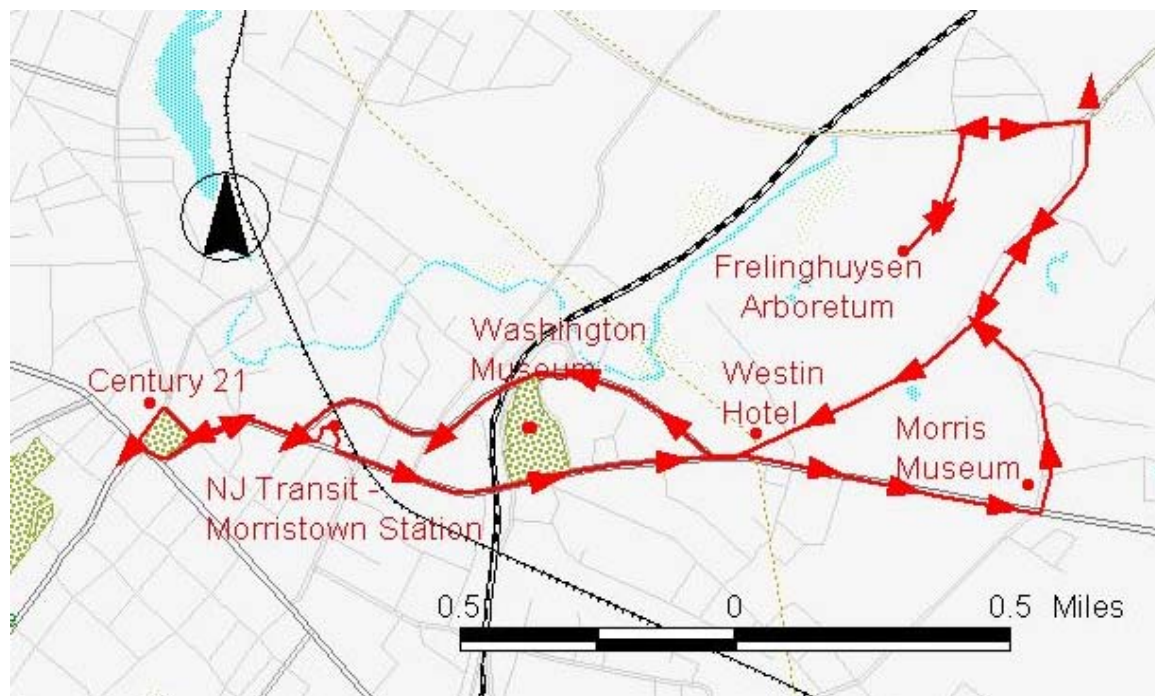 Frelinghuysen
Arboretum
Washington
Museum
Westin
Hotel
Century 21
Morris
Museum
NJ Transit -
Morristown Station
0.5 0 0.5 Miles